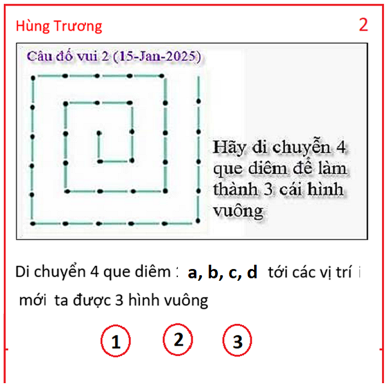 Hùng Trương 2
Câu đố vui 2 (15-Jan-2025)
Hãy di chuyển 4
que diêm để làm
thành 3 cái hình
vuông
Di chuyển 4 que diêm : a, b, c, d tới các vị trí
mới ta được 3 hình vuông
1 2 3